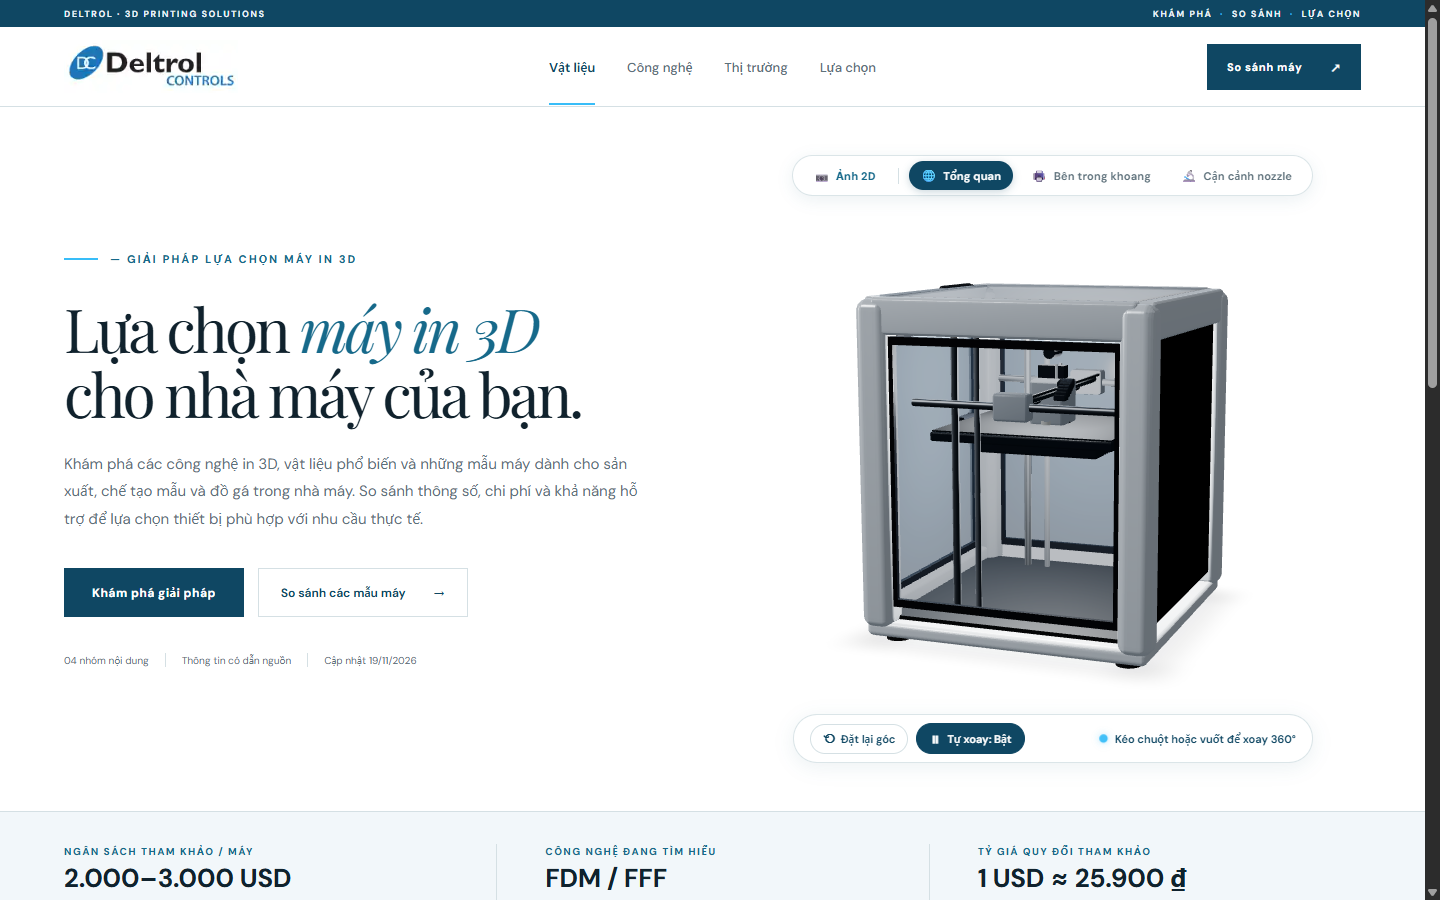 DELTROL · 3D PRINTING SOLUTIONS
KHÁM PHÁ · SO SÁNH · LỰA CHỌN
DC Deltrol
CONTROLS
Vật liệu
Công nghệ
Thị trường
Lựa chọn
So sánh máy ↗
Ảnh 2D
Tổng quan
Bên trong khoang
Cận cảnh nozzle
— GIẢI PHÁP LỰA CHỌN MÁY IN 3D
Lựa chọn máy in 3D
cho nhà máy của bạn.
Khám phá các công nghệ in 3D, vật liệu phổ biến và những mẫu máy dành cho sản
xuất, chế tạo mẫu và đồ gá trong nhà máy. So sánh thông số, chi phí và khả năng hỗ
trợ để lựa chọn thiết bị phù hợp với nhu cầu thực tế.
Khám phá giải pháp
So sánh các mẫu máy →
04 nhóm nội dung
Thông tin có dẫn nguồn
Cập nhật 19/11/2026
Đặt lại góc
Tự xoay: Bật
Kéo chuột hoặc vuốt để xoay 360°
NGÂN SÁCH THAM KHẢO / MÁY
2.000–3.000 USD
CÔNG NGHỆ ĐANG TÌM HIỂU
FDM / FFF
TỶ GIÁ QUY ĐỔI THAM KHẢO
1 USD ≈ 25.900 ₫